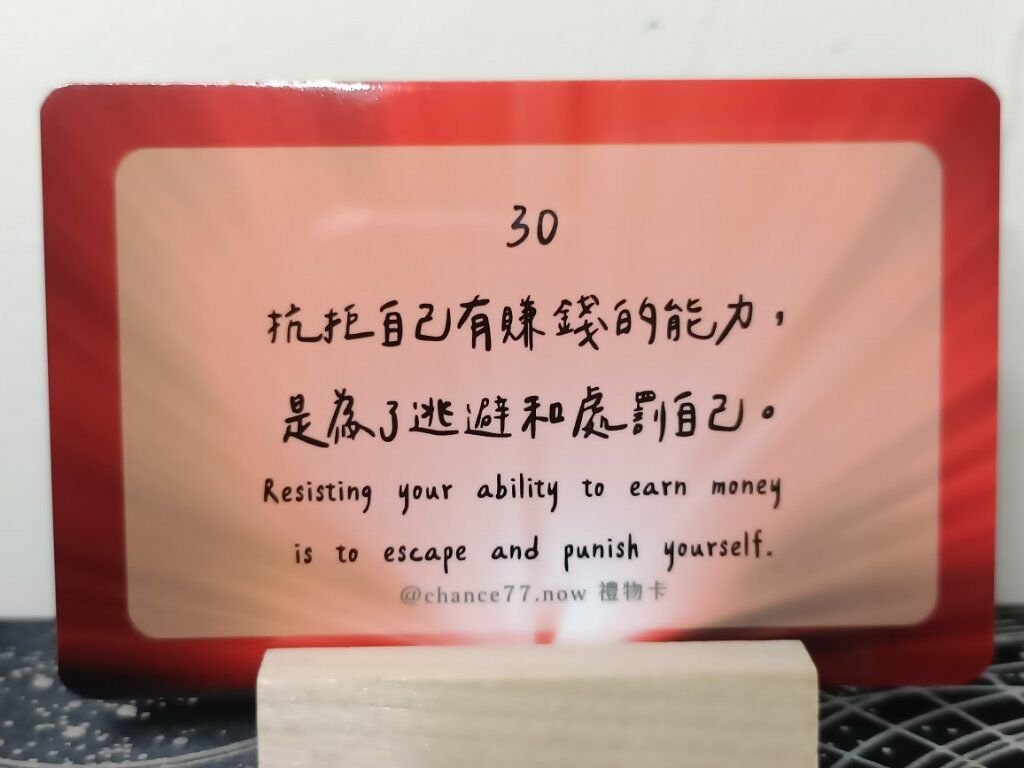 30
抗拒自己有賺錢的能力，
是為了逃避和處罰自己。
Resisting your ability to earn money
is to escape and punish yourself.
@chance77.now 禮物卡